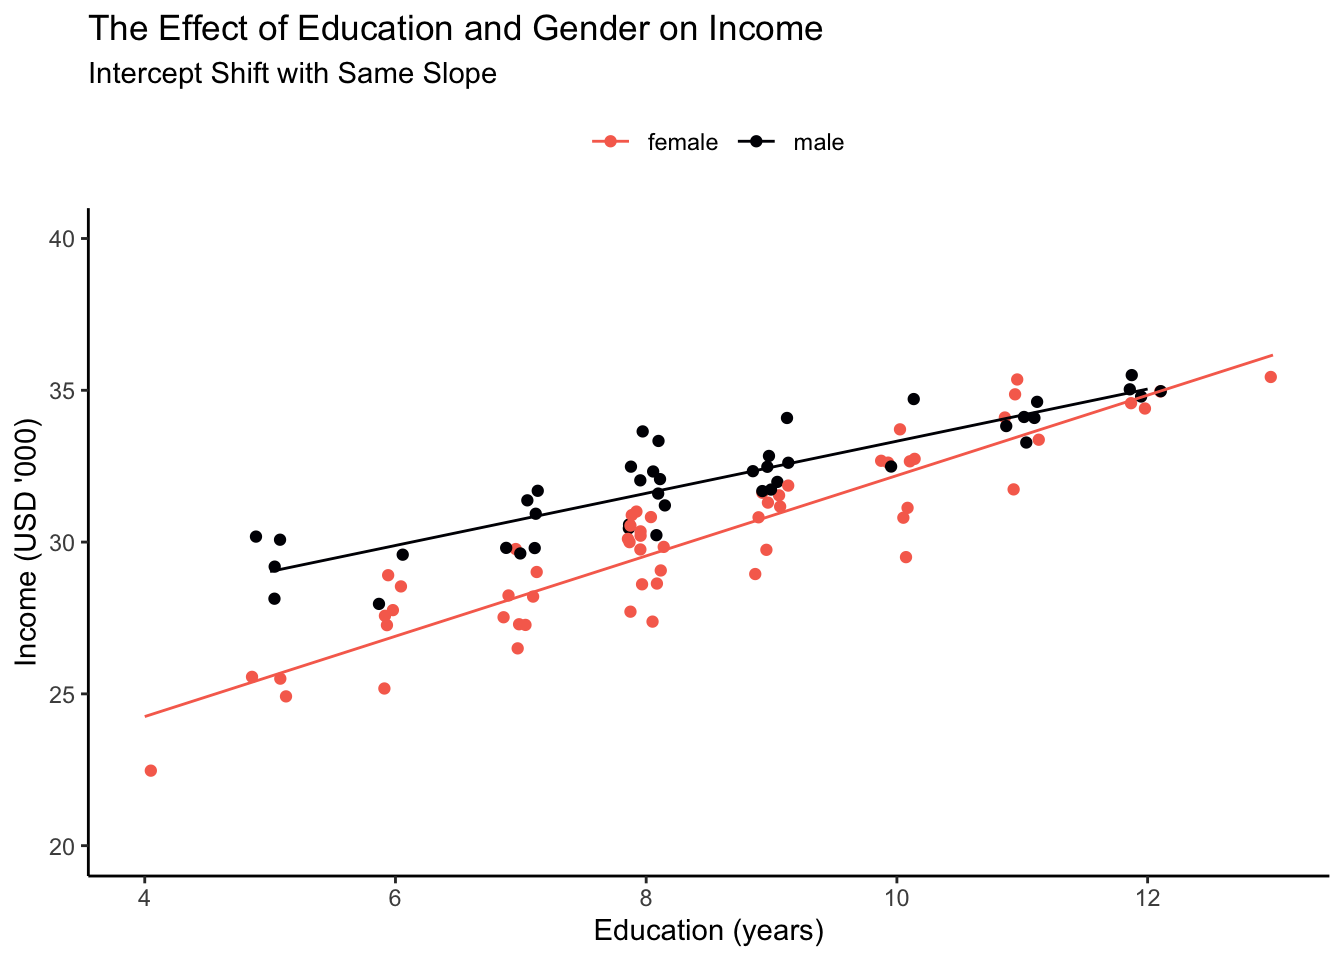 The Effect of Education and Gender on Income
Intercept Shift with Same Slope
female male
40
35
30
25
20
Income (USD '000)
4 6 8 10 12
Education (years)